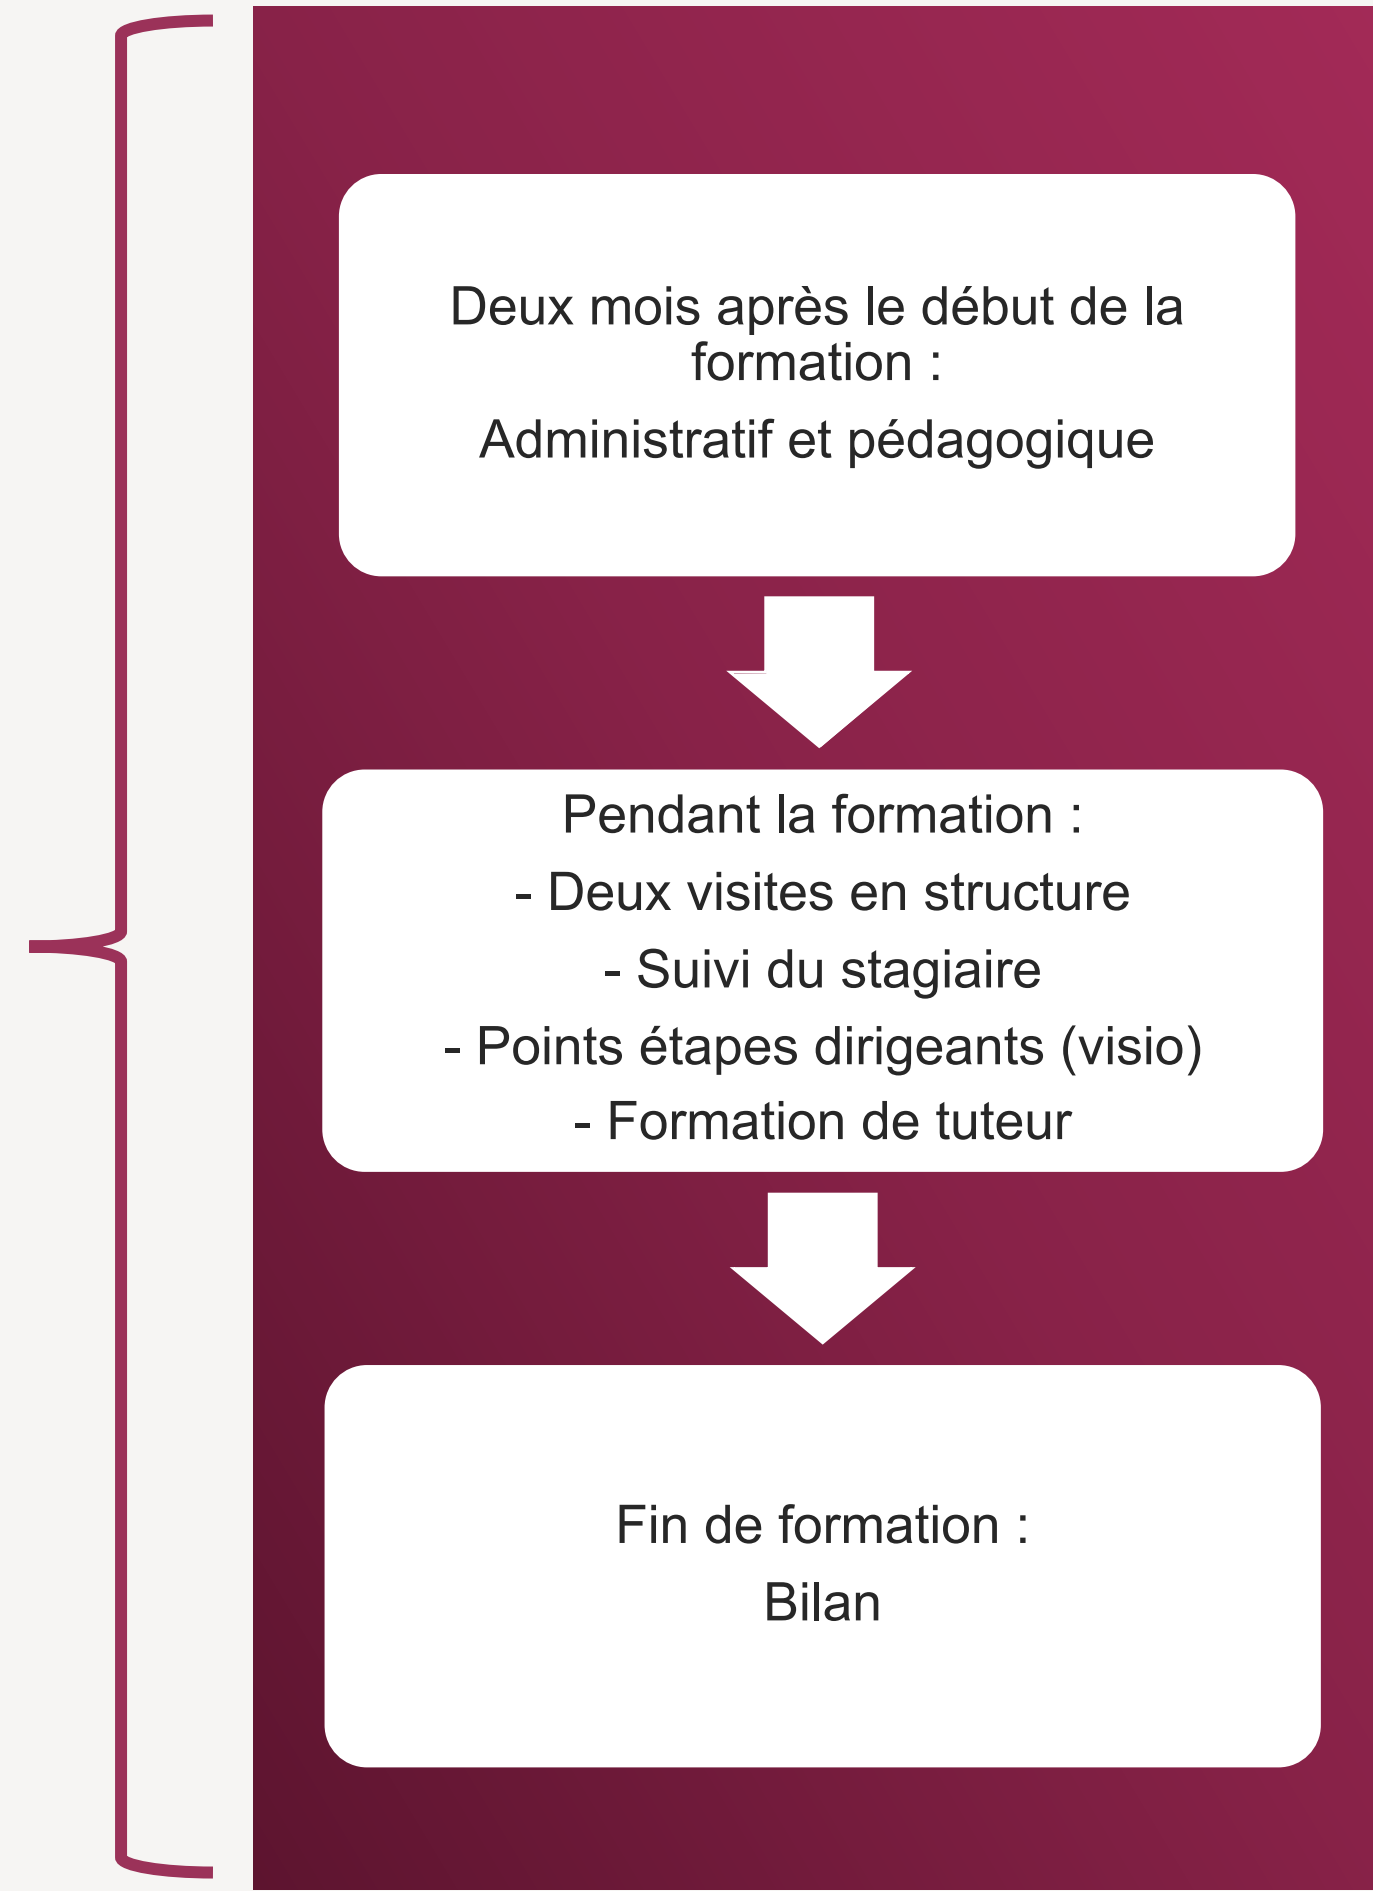 Deux mois après le début de la
formation :
Administratif et pédagogique
Pendant la formation :
- Deux visites en structure
- Suivi du stagiaire
- Points étapes dirigeants (visio)
- Formation de tuteur
Fin de formation :
Bilan